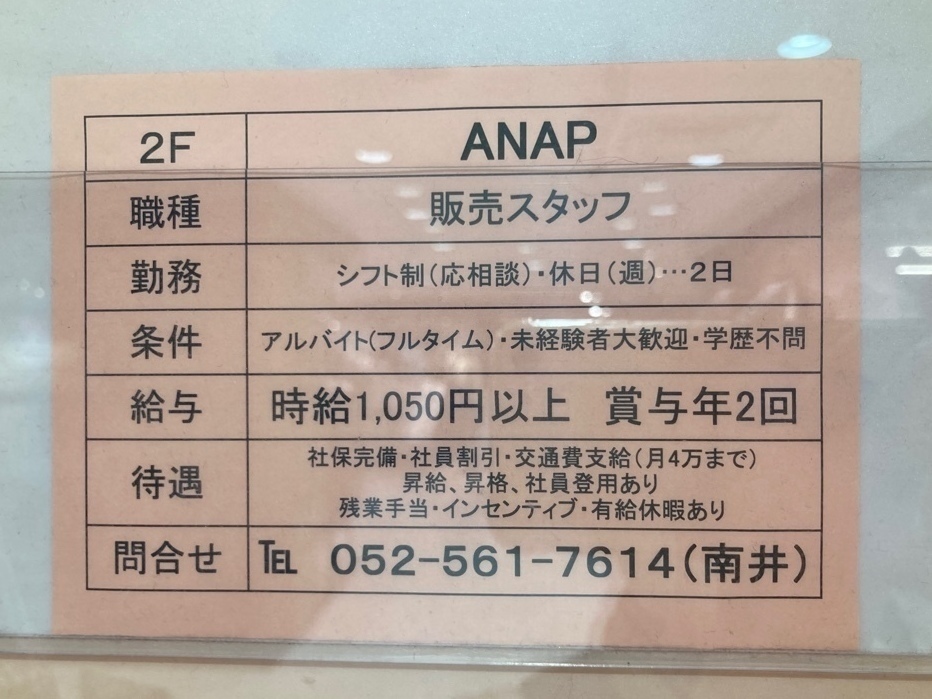 2F ANAP
職種 販売スタッフ
勤務 シフト制(応相談)・休日(週)…2日
条件 アルバイト(フルタイム)・未経験者大歓迎・学歴不問
給与 時給1,050円以上 賞与年2回
待遇 社保完備・社員割引・交通費支給(月4万まで)
昇給、昇格、社員登用あり
残業手当・インセンティブ・有給休暇あり
問合せ ℡ 052-561-7614(南井)